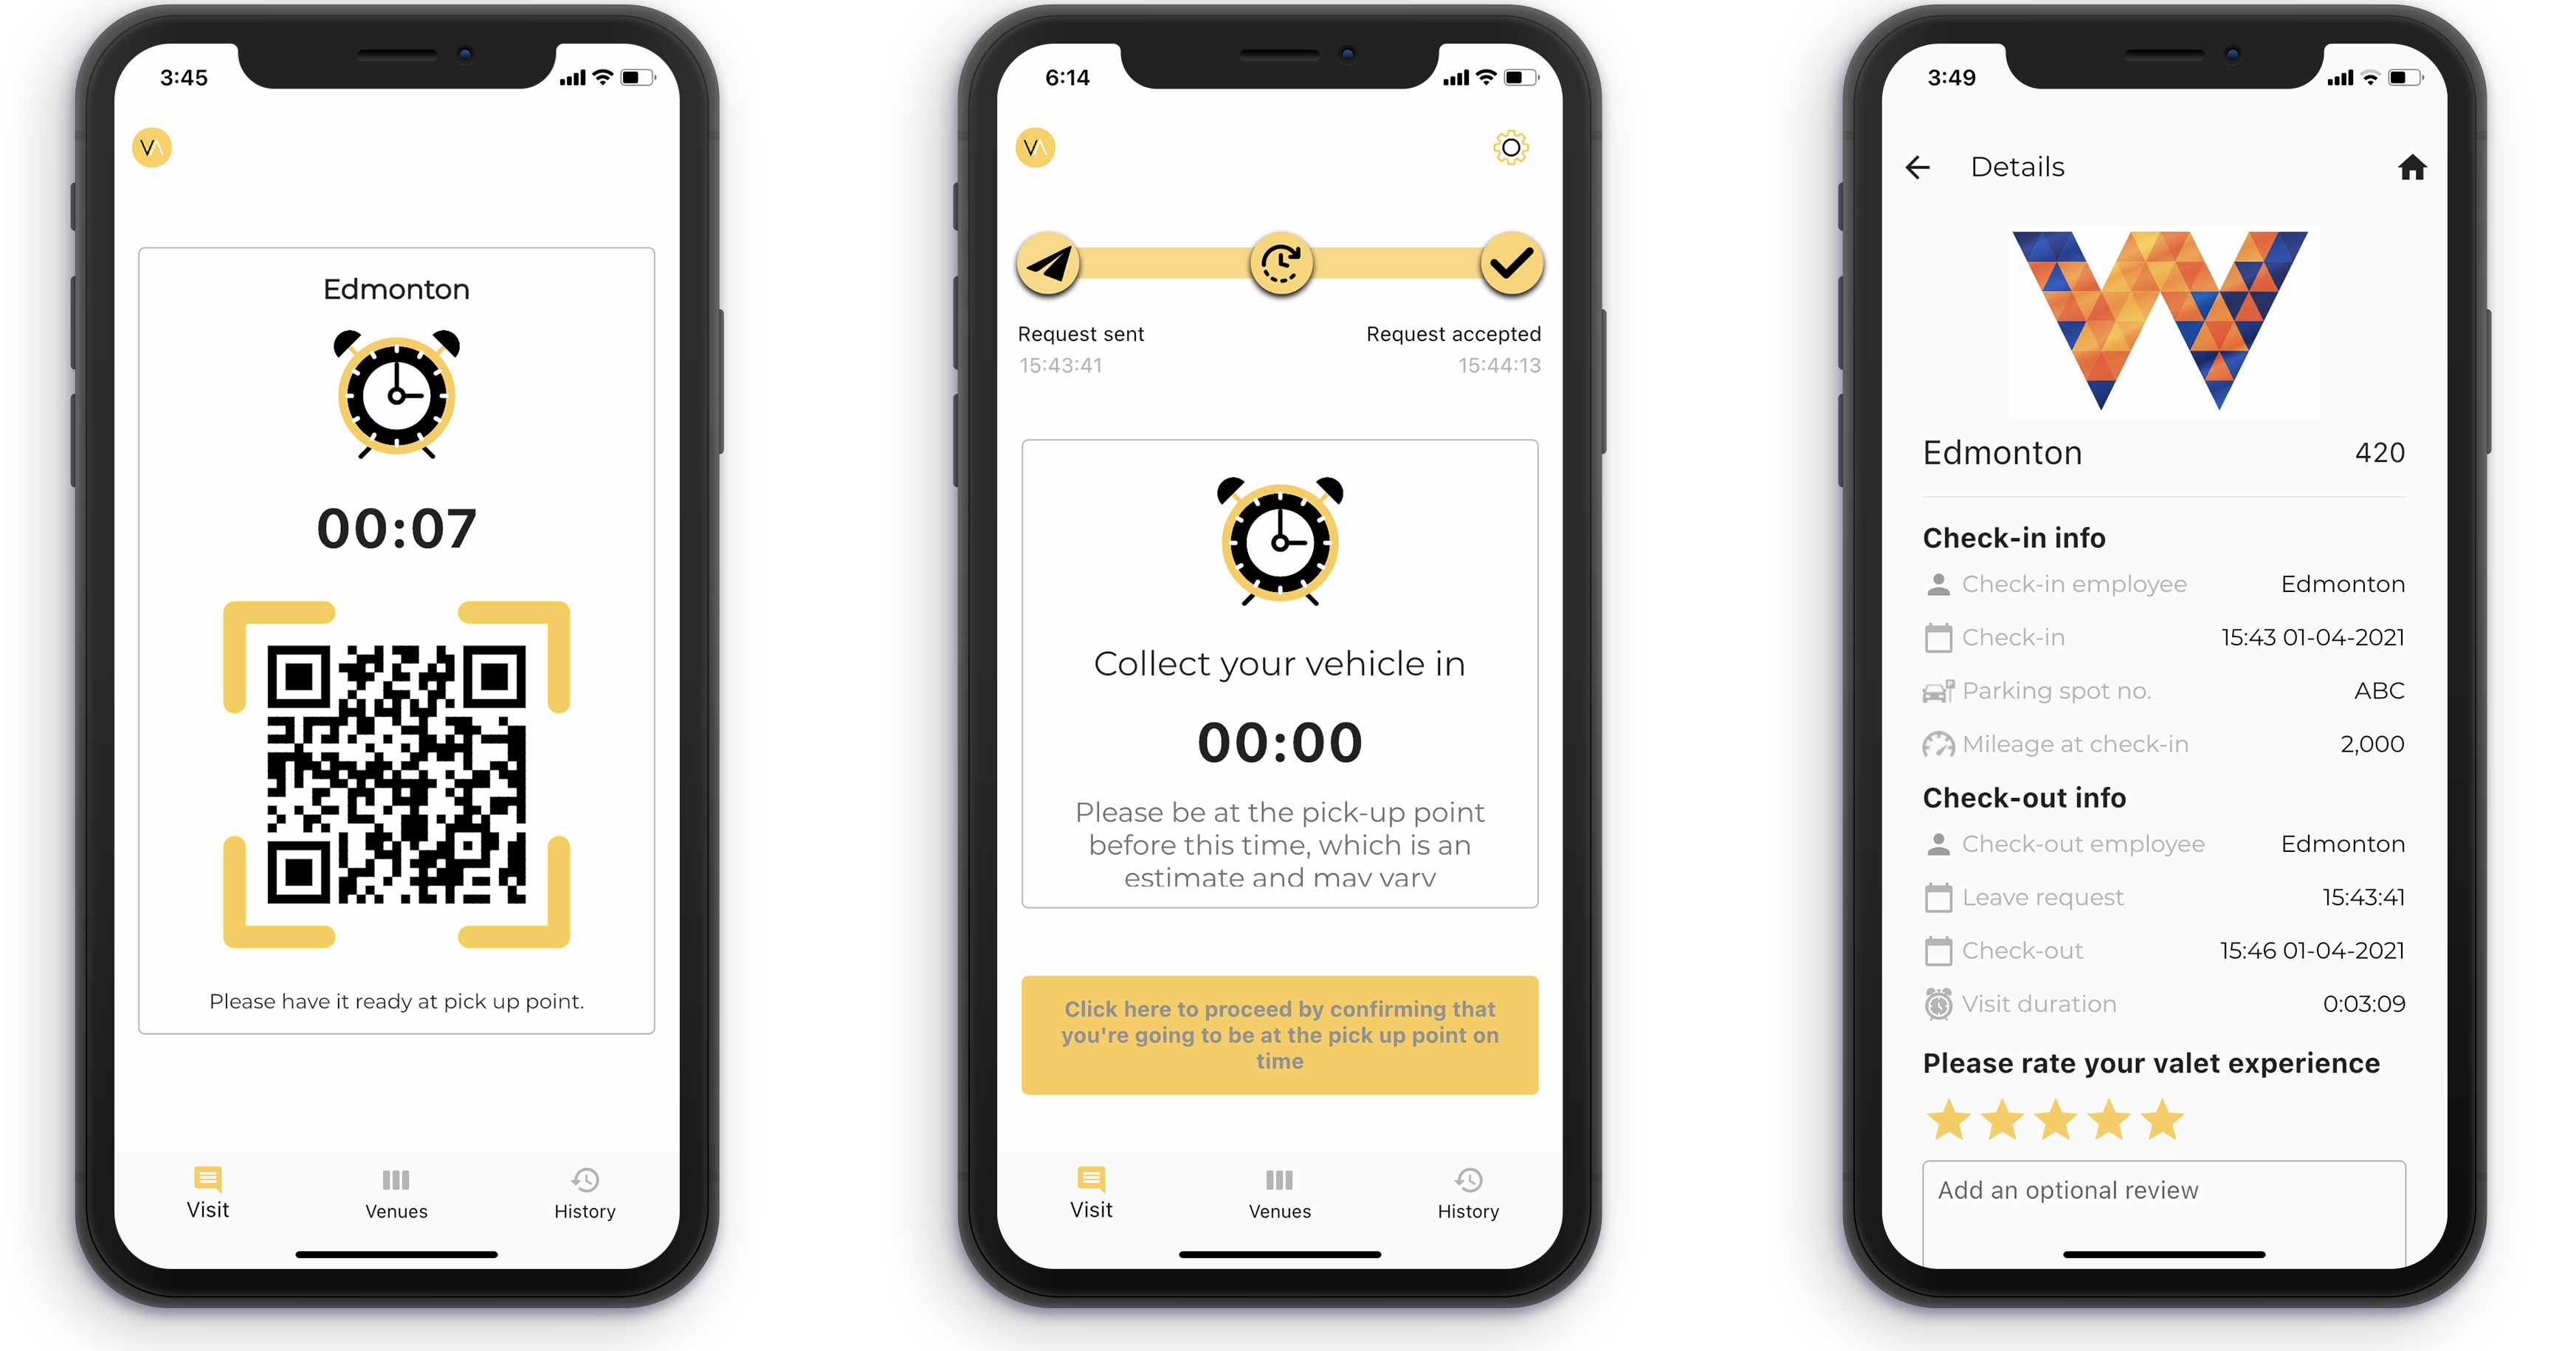 3:45
VA
Edmonton
00:07
Please have it ready at pick up point.
Visit
Venues
History
6:14
VA
Request sent
Request accepted
15:43:41
15:44:13
Collect your vehicle in
00:00
Please be at the pick-up point
before this time, which is an
estimate and may vary
Click here to proceed by confirming that
you're going to be at the pick up point on
time
Visit
Venues
History
3:49
Details
W
Edmonton 420
Check-in info
Check-in employee Edmonton
Check-in 15:43 01-04-2021
Parking spot no. ABC
Mileage at check-in 2,000
Check-out info
Check-out employee Edmonton
Leave request 15:43:41
Check-out 15:46 01-04-2021
Visit duration 0:03:09
Please rate your valet experience
Add an optional review